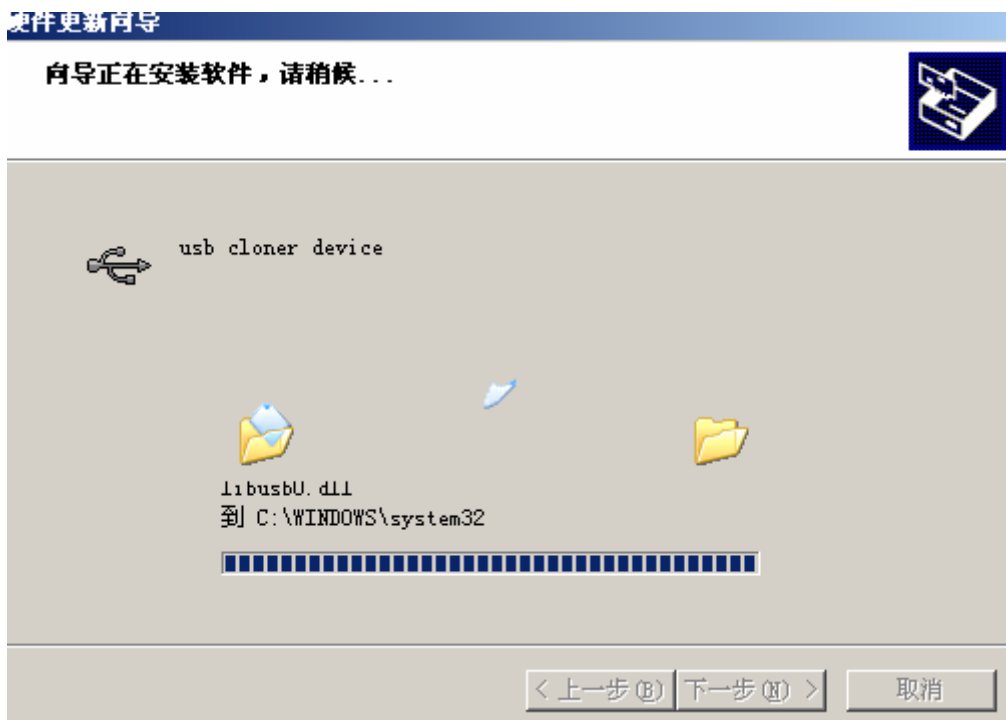 硬件更新向导
向导正在安装软件，请稍候...
usb cloner device
libusb0.dll
到 C:\WINDOWS\system32
< 上一步(B)
下一步(N) >
取消